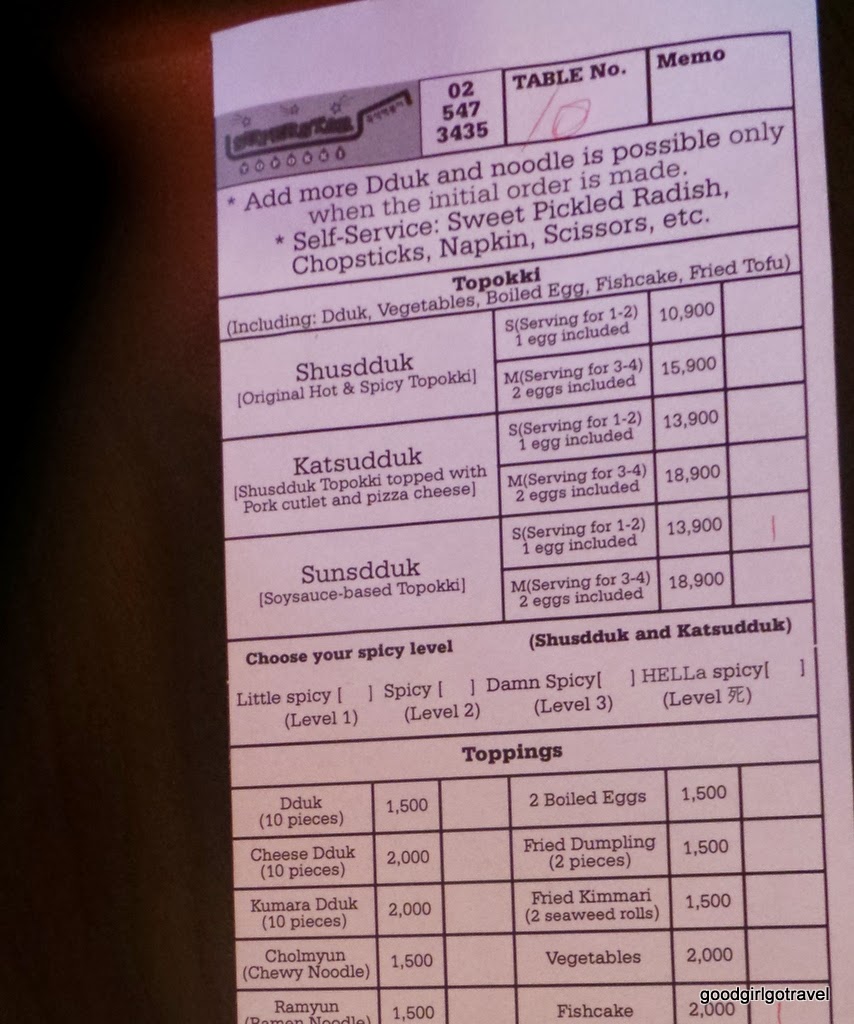 02
547
3435
TABLE No.
10
Memo
* Add more Dduk and noodle is possible only
when the initial order is made.
* Self-Service: Sweet Pickled Radish,
Chopsticks, Napkin, Scissors, etc.
Topokki
(Including: Dduk, Vegetables, Boiled Egg, Fishcake, Fried Tofu)
Shusdduk
[Original Hot & Spicy Topokki]
S(Serving for 1-2)
1 egg included
10,900
M(Serving for 3-4)
2 eggs included
15,900
Katsudduk
[Shusdduk Topokki topped with
Pork cutlet and pizza cheese]
S(Serving for 1-2)
1 egg included
13,900
M(Serving for 3-4)
2 eggs included
18,900
Sunsdduk
[Soysauce-based Topokki]
S(Serving for 1-2)
1 egg included
13,900
M(Serving for 3-4)
2 eggs included
18,900
Choose your spicy level (Shusdduk and Katsudduk)
Little spicy [ ] Spicy [ ] Damn Spicy[ ] HELLa spicy[ ]
(Level 1) (Level 2) (Level 3) (Level 死)
Toppings
Dduk
(10 pieces)
1,500
2 Boiled Eggs
1,500
Cheese Dduk
(10 pieces)
2,000
Fried Dumpling
(2 pieces)
1,500
Kumara Dduk
(10 pieces)
2,000
Fried Kimmari
(2 seaweed rolls)
1,500
Cholmyun
(Chewy Noodle)
1,500
Vegetables
2,000
Ramyun
(Ramen Noodle)
1,500
Fishcake
2,000
goodgirlgotravel